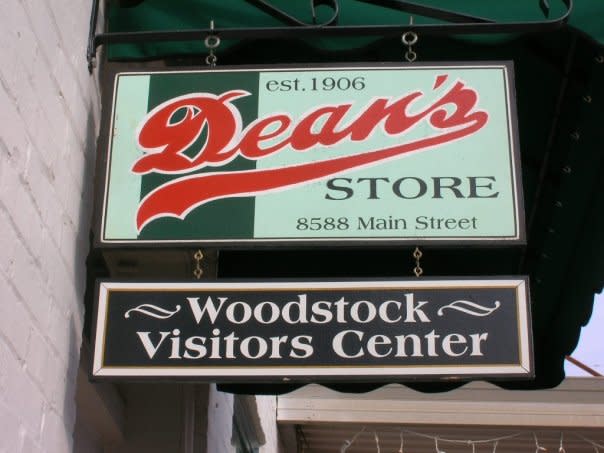 est.1906
Dean's
STORE
8588 Main Street
Woodstock
Visitors Center